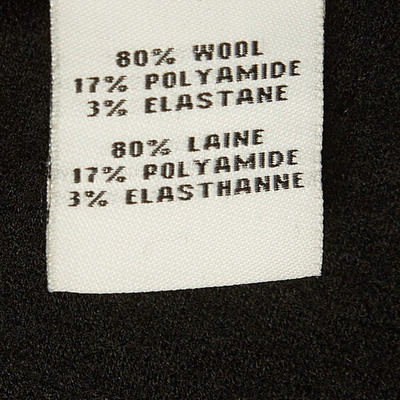 80% WOOL
17% POLYAMIDE
3% ELASTANE
80% LAINE
17% POLYAMIDE
3% ELASTHANNE